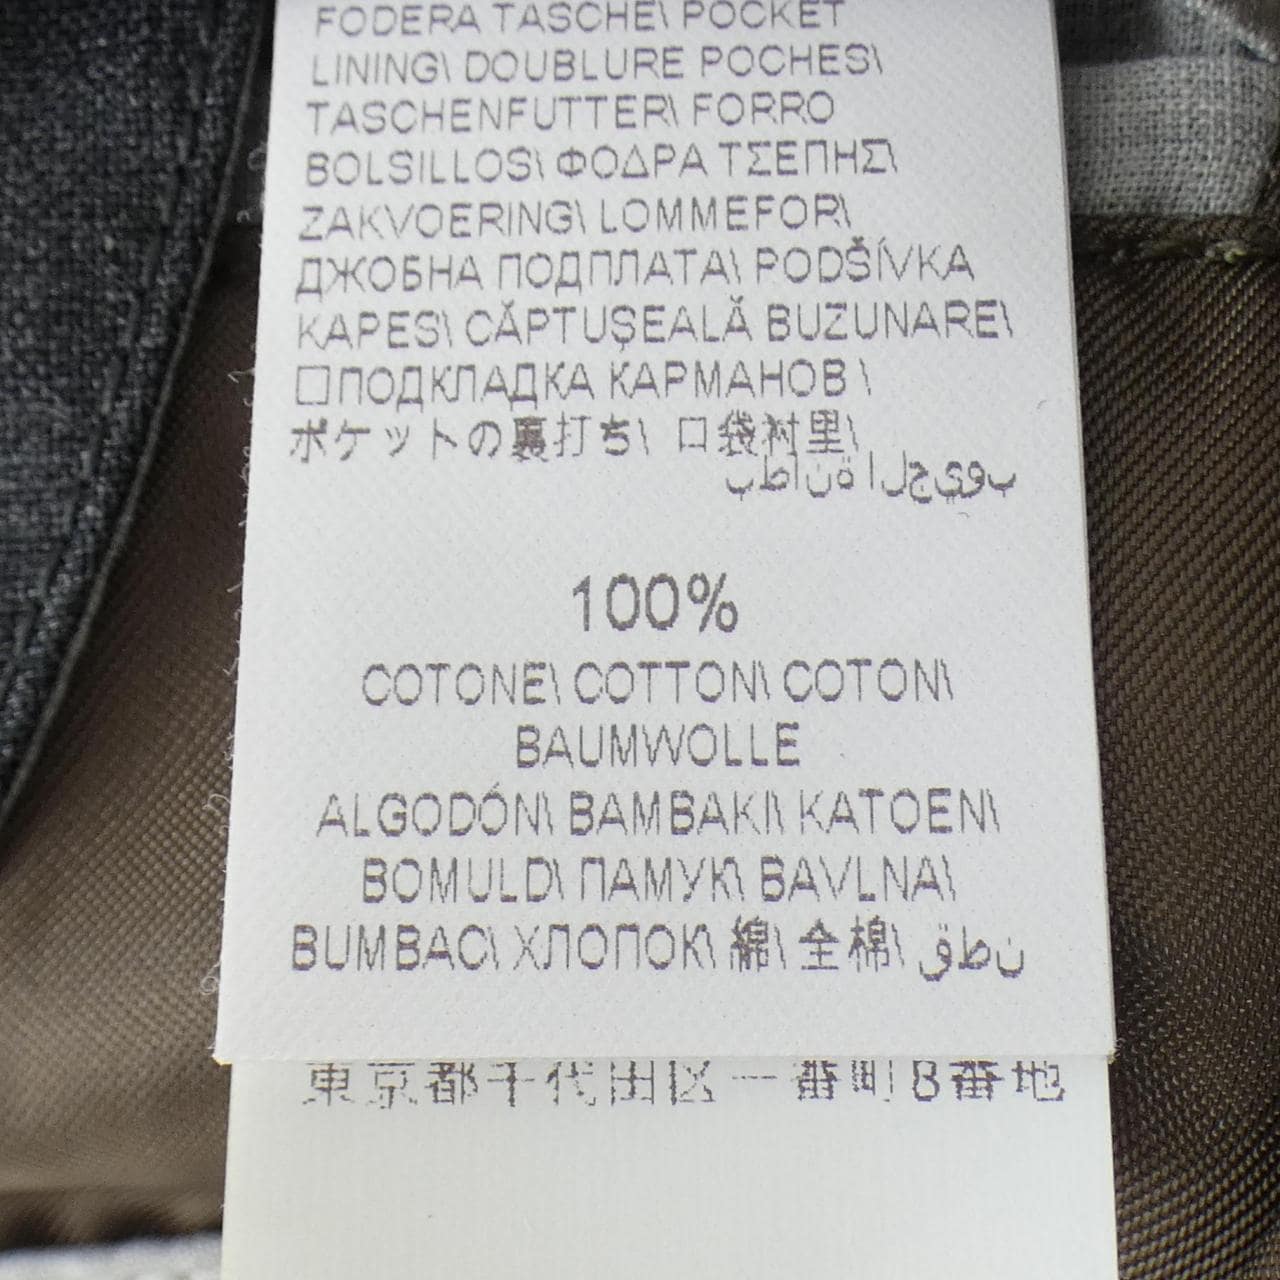 FODERA TASCHE\ POCKET
LINING\ DOUBLURE POCHES\
TASCHENFUTTER\ FORRO
BOLSILLOS\ ΦΟΔΡΑ ΤΣΕΠΗΣ\
ZAKVOERING\ LOMMEFOR\
ДЖОБНА ПОДПЛАТА\ PODŠÍVKA
KAPES\ CĂPTUŞEALĂ BUZUNARE\
□ПОДКЛАДКА КАРМАНОВ \
ポケットの裏打ち\ 口袋衬里\
بطانة الجيوب
100%
COTONE\ COTTON\ COTON\
BAUMWOLLE
ALGODÓN\ BAMBAKI\ KATOEN\
BOMULD\ ПАМУК\ BAVLNA\
BUMBAC\ ХЛОПОК\ 綿\ 全棉\ قطن
東京都千代田区一番町8番地